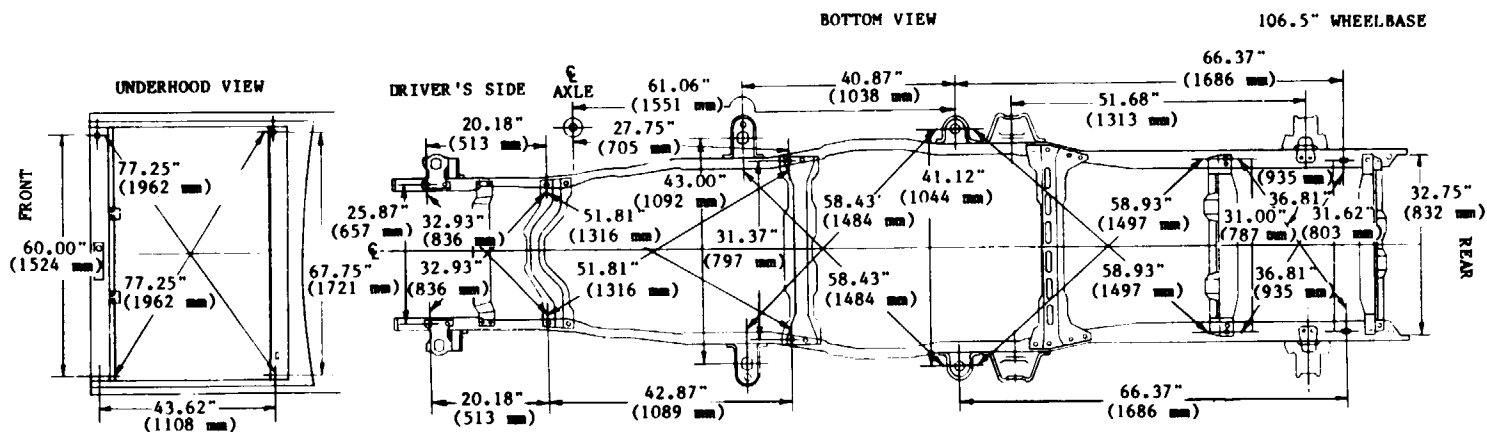 BOTTOM VIEW
106.5" WHEELBASE
UNDERHOOD VIEW
DRIVER'S SIDE
℄
AXLE
61.06"
(1551 mm)
40.87"
(1038 mm)
66.37"
(1686 mm)
51.68"
(1313 mm)
20.18"
(513 mm)
27.75"
(705 mm)
FRONT
77.25"
(1962 mm)
60.00"
(1524 mm)
77.25"
(1962 mm)
67.75"
(1721 mm)
43.62"
(1108 mm)
25.87"
(657 mm)
℄
32.93"
(836 mm)
32.93"
(836 mm)
51.81"
(1316 mm)
51.81"
(1316 mm)
43.00"
(1092 mm)
31.37"
(797 mm)
58.43"
(1484 mm)
58.43"
(1484 mm)
41.12"
(1044 mm)
58.93"
(1497 mm)
58.93"
(1497 mm)
(935 mm)
36.81"
31.00"
(787 mm)
31.62"
(803 mm)
36.81"
(935 mm)
32.75"
(832 mm)
REAR
20.18"
(513 mm)
42.87"
(1089 mm)
66.37"
(1686 mm)